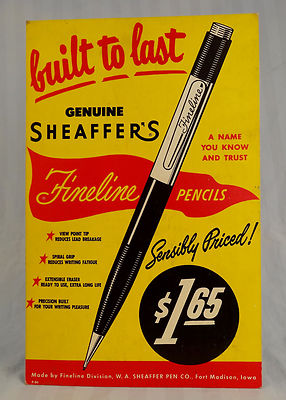 built to last
GENUINE
SHEAFFER'S
Fineline
A NAME
YOU KNOW
AND TRUST
Fineline PENCILS
VIEW POINT TIP
REDUCES LEAD BREAKAGE
SPIRAL GRIP
REDUCES WRITING FATIGUE
EXTENSIBLE ERASER
READY TO USE, EXTRA LONG LIFE
PRECISION BUILT
FOR YOUR WRITING PLEASURE
Sensibly Priced!
$1.65
Made by Fineline Division, W. A. SHEAFFER PEN CO., Fort Madison, Iowa